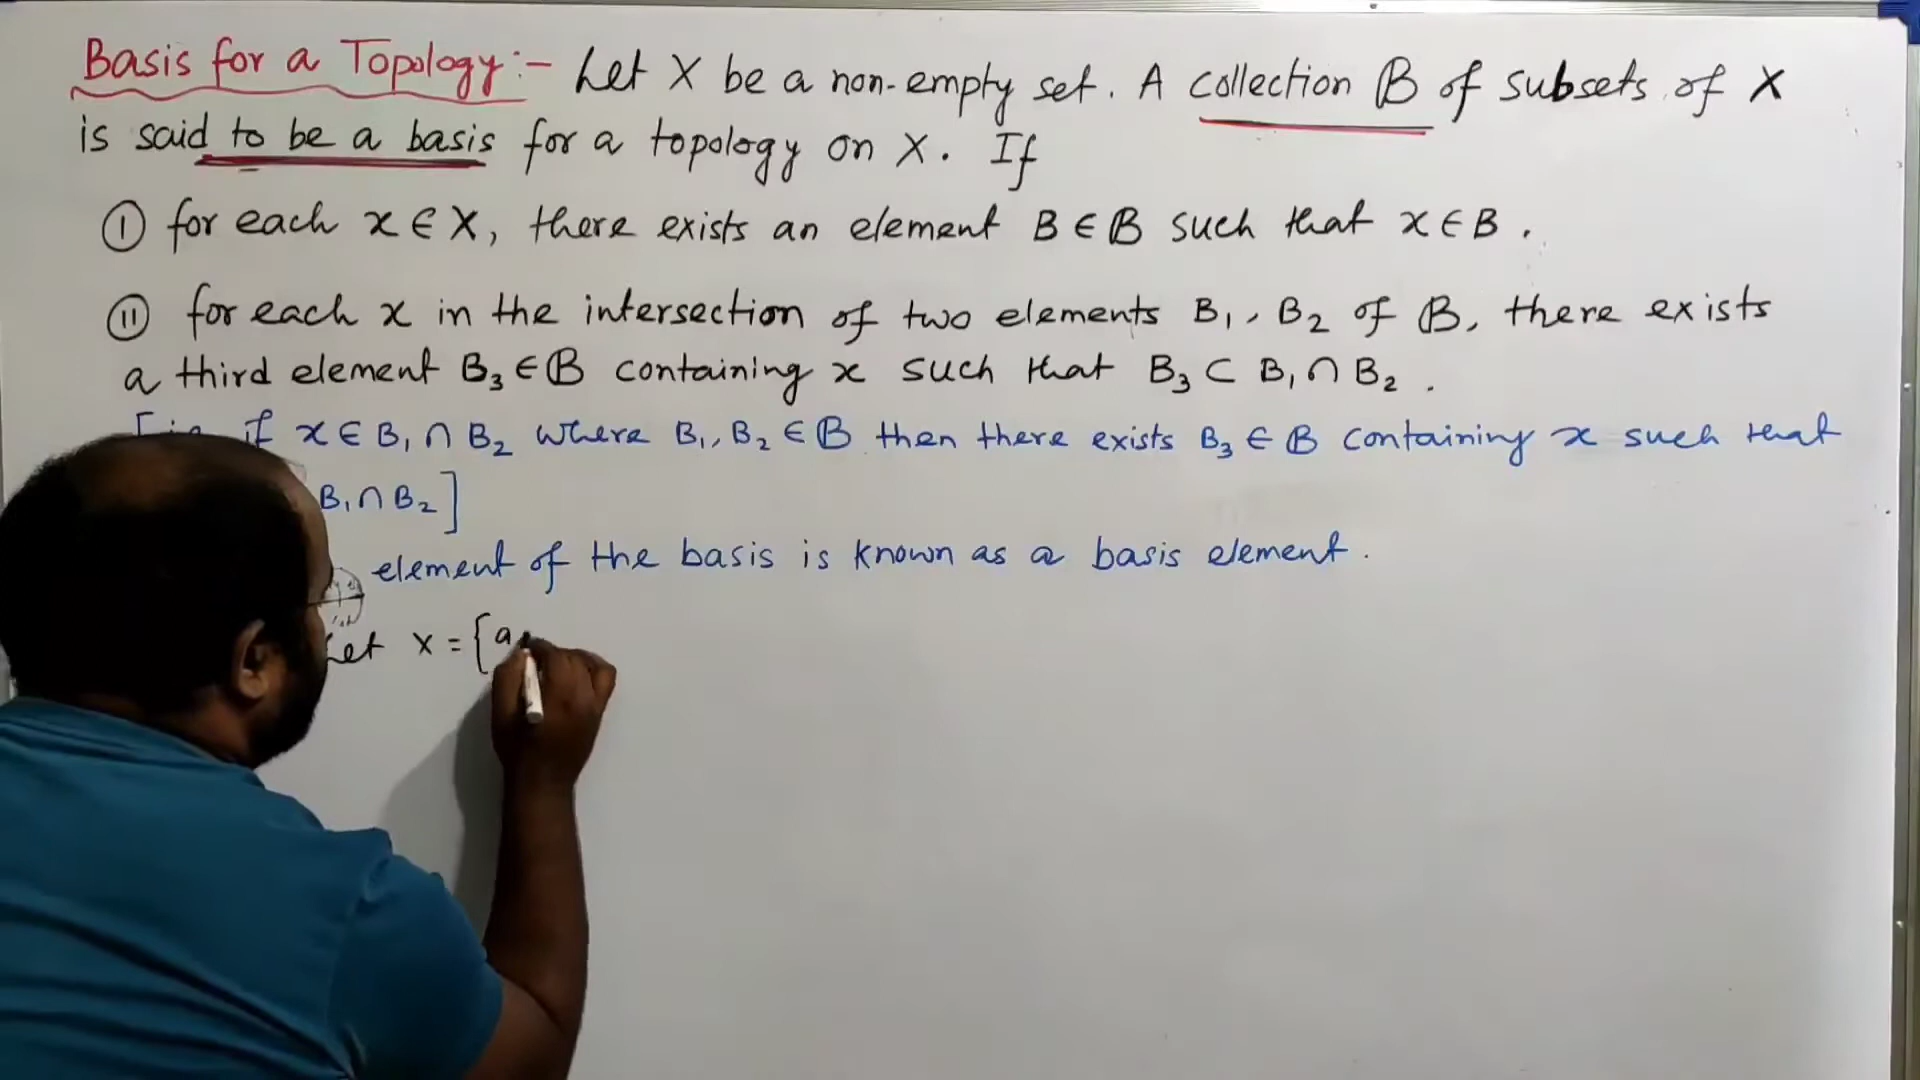 Basis for a Topology :- Let X be a non-empty set. A collection B of subsets of X
is said to be a basis for a topology on X. If
(I) for each x ∈ X, there exists an element B ∈ 𝔹 such that x ∈ B.
(II) for each x in the intersection of two elements B₁, B₂ of 𝔹, there exists
a third element B₃ ∈ 𝔹 containing x such that B₃ ⊂ B₁ ∩ B₂.
if x ∈ B₁ ∩ B₂ where B₁, B₂ ∈ 𝔹 then there exists B₃ ∈ 𝔹 containing x such that
B₁ ∩ B₂]
element of the basis is known as a basis element.
Let X = {a,